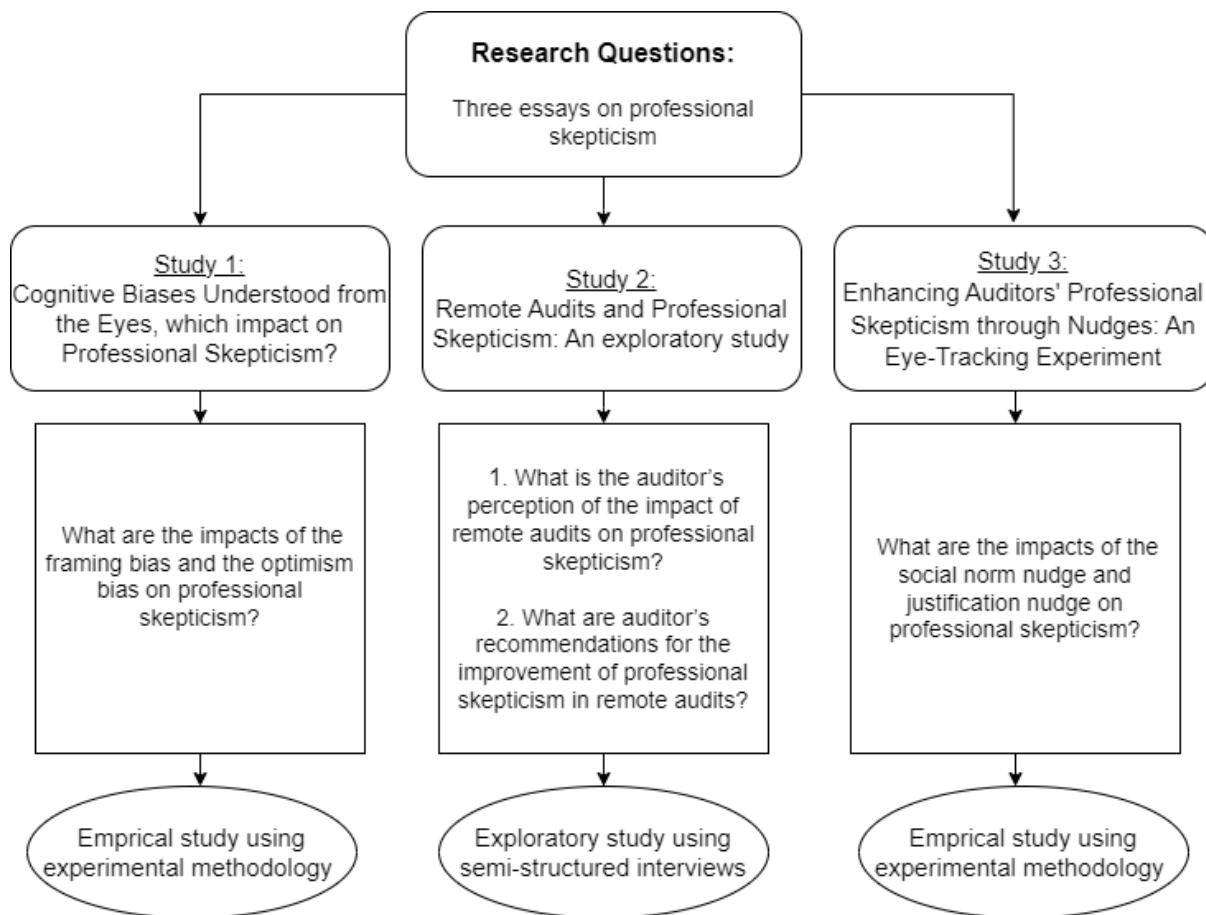 Research Questions:
Three essays on professional
skepticism
Study 1:
Cognitive Biases Understood from
the Eyes, which impact on
Professional Skepticism?
Study 2:
Remote Audits and Professional
Skepticism: An exploratory study
Study 3:
Enhancing Auditors' Professional
Skepticism through Nudges: An
Eye-Tracking Experiment
What are the impacts of the
framing bias and the optimism
bias on professional
skepticism?
1. What is the auditor's
perception of the impact of
remote audits on professional
skepticism?
2. What are auditor's
recommendations for the
improvement of professional
skepticism in remote audits?
What are the impacts of the
social norm nudge and
justification nudge on
professional skepticism?
Emprical study using
experimental methodology
Exploratory study using
semi-structured interviews
Emprical study using
experimental methodology